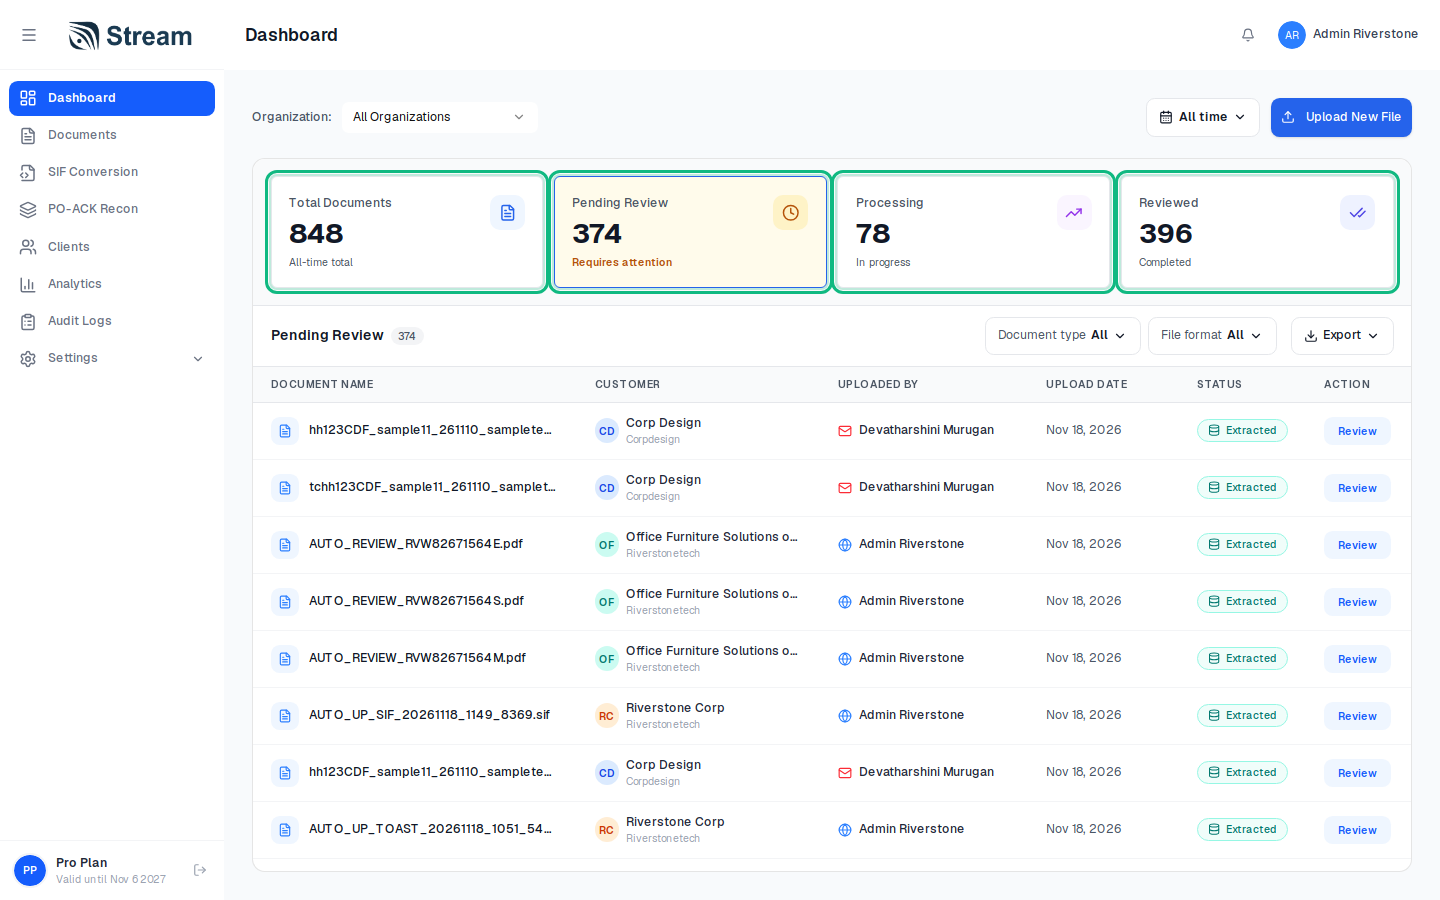 Stream
Dashboard
AR
Admin Riverstone
Dashboard
Documents
SIF Conversion
PO-ACK Recon
Clients
Analytics
Audit Logs
Settings
PP
Pro Plan
Valid until Nov 6 2027
Organization:
All Organizations
All time
Upload New File
Total Documents
848
All-time total
Pending Review
374
Requires attention
Processing
78
In progress
Reviewed
396
Completed
Pending Review 374
Document type All
File format All
Export
DOCUMENT NAME CUSTOMER UPLOADED BY UPLOAD DATE STATUS ACTION
hh123CDF_sample11_261110_samplete... CD Corp Design Devatharshini Murugan Nov 18, 2026 Extracted Review
Corpdesign
tchh123CDF_sample11_261110_samplet... CD Corp Design Devatharshini Murugan Nov 18, 2026 Extracted Review
Corpdesign
AUTO_REVIEW_RVW82671564E.pdf OF Office Furniture Solutions o... Admin Riverstone Nov 18, 2026 Extracted Review
Riverstonetech
AUTO_REVIEW_RVW82671564S.pdf OF Office Furniture Solutions o... Admin Riverstone Nov 18, 2026 Extracted Review
Riverstonetech
AUTO_REVIEW_RVW82671564M.pdf OF Office Furniture Solutions o... Admin Riverstone Nov 18, 2026 Extracted Review
Riverstonetech
AUTO_UP_SIF_20261118_1149_8369.sif RC Riverstone Corp Admin Riverstone Nov 18, 2026 Extracted Review
Riverstonetech
hh123CDF_sample11_261110_samplete... CD Corp Design Devatharshini Murugan Nov 18, 2026 Extracted Review
Corpdesign
AUTO_UP_TOAST_20261118_1051_54... RC Riverstone Corp Admin Riverstone Nov 18, 2026 Extracted Review
Riverstonetech